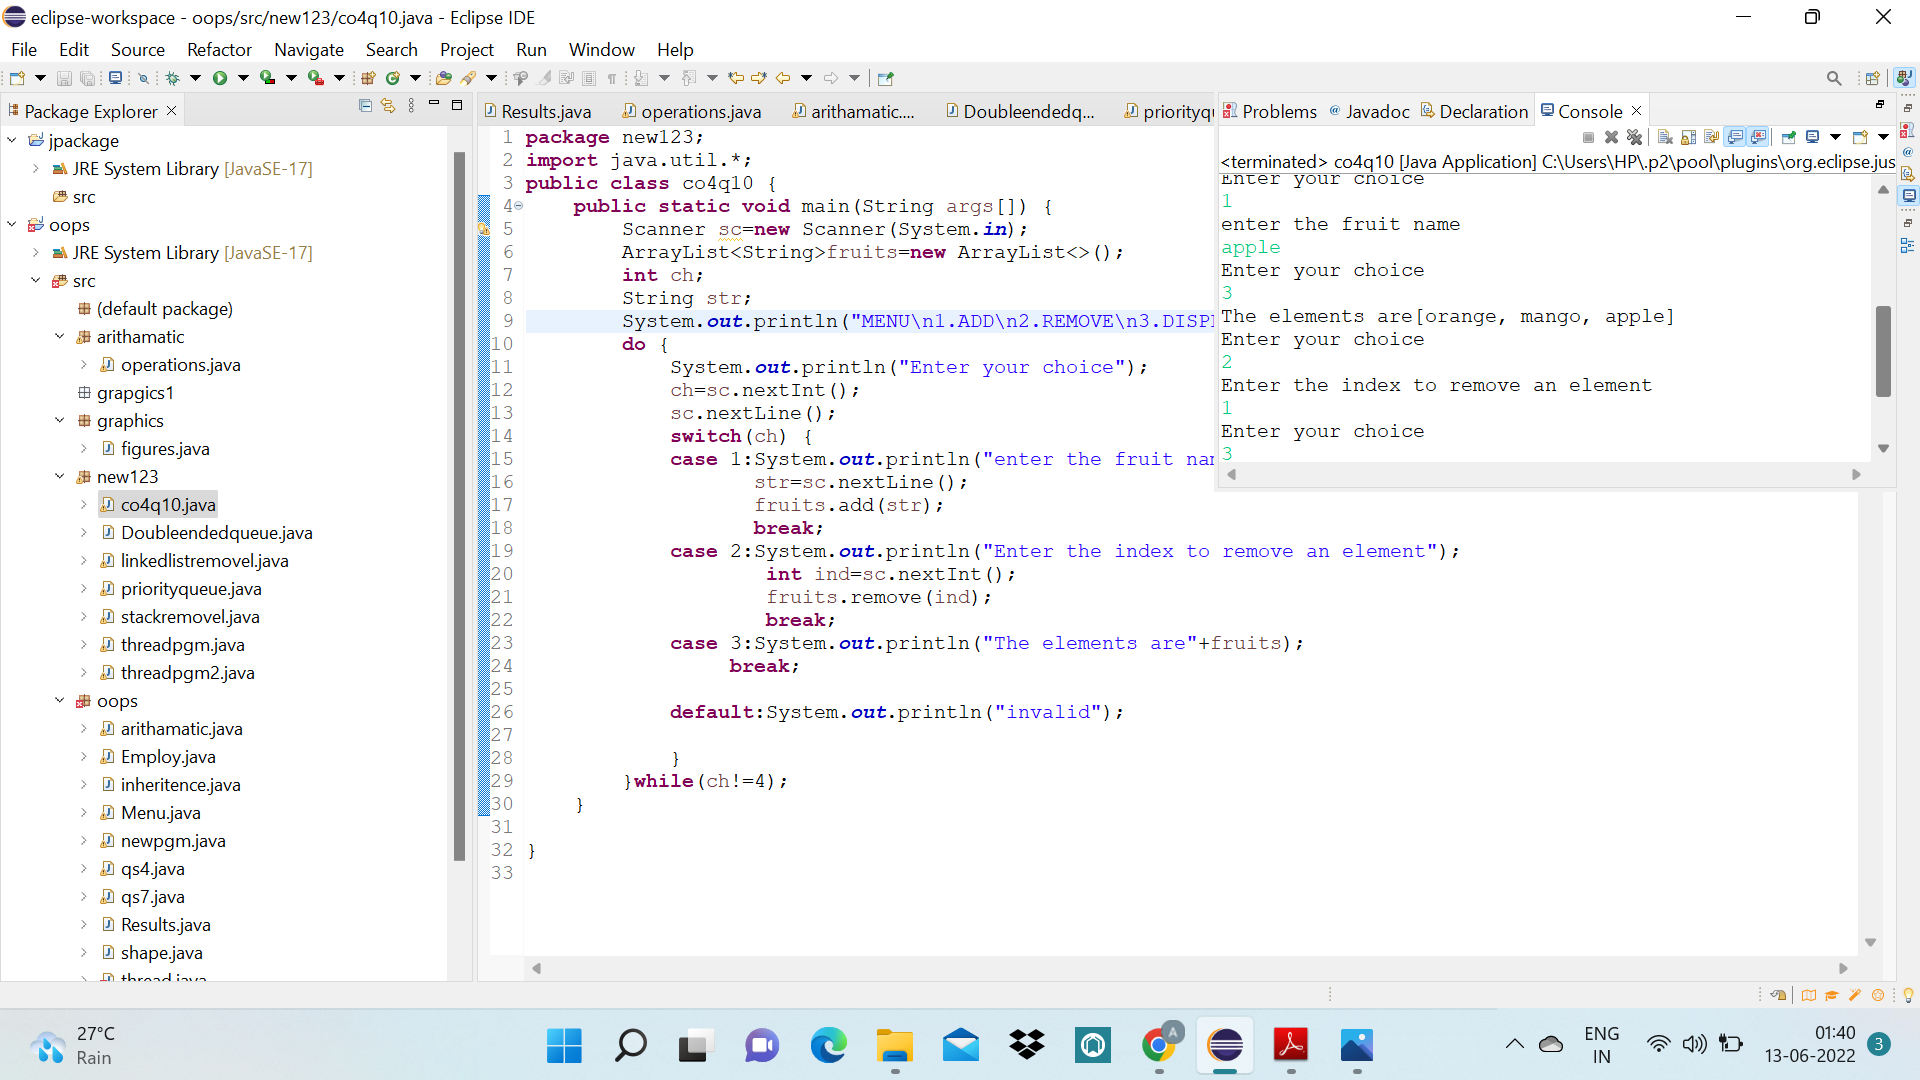 eclipse-workspace - oops/src/new123/co4q10.java - Eclipse IDE
File Edit Source Refactor Navigate Search Project Run Window Help
Package Explorer
jpackage
JRE System Library [JavaSE-17]
src
oops
JRE System Library [JavaSE-17]
src
(default package)
arithamatic
operations.java
grapgics1
graphics
figures.java
new123
co4q10.java
Doubleendedqueue.java
linkedlistremovel.java
priorityqueue.java
stackremovel.java
threadpgm.java
threadpgm2.java
oops
arithamatic.java
Employ.java
inheritence.java
Menu.java
newpgm.java
qs4.java
qs7.java
Results.java
shape.java
thread.java
Results.java operations.java arithamatic.... Doubleendedq... priorityqu
1 package new123;
2 import java.util.*;
3 public class co4q10 {
4 public static void main(String args[]) {
5 Scanner sc=new Scanner(System.in);
6 ArrayList<String>fruits=new ArrayList<>();
7 int ch;
8 String str;
9 System.out.println("MENU\n1.ADD\n2.REMOVE\n3.DISPL
10 do {
11 System.out.println("Enter your choice");
12 ch=sc.nextInt();
13 sc.nextLine();
14 switch(ch) {
15 case 1:System.out.println("enter the fruit nam
16 str=sc.nextLine();
17 fruits.add(str);
18 break;
19 case 2:System.out.println("Enter the index to remove an element");
20 int ind=sc.nextInt();
21 fruits.remove(ind);
22 break;
23 case 3:System.out.println("The elements are"+fruits);
24 break;
25
26 default:System.out.println("invalid");
27
28 }
29 }while(ch!=4);
30 }
31
32 }
33
Problems @ Javadoc Declaration Console
<terminated> co4q10 [Java Application] C:\Users\HP\.p2\pool\plugins\org.eclipse.jus
Enter your choice
1
enter the fruit name
apple
Enter your choice
3
The elements are[orange, mango, apple]
Enter your choice
2
Enter the index to remove an element
1
Enter your choice
3
27°C
Rain
A
ENG
IN
01:40
13-06-2022
3